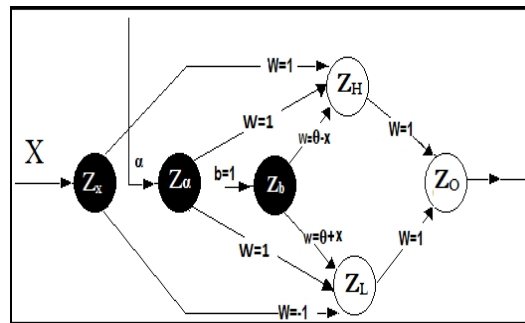 W=1
Z_H
W=1
W=1
X
α
b=1
w=θ-x
Z_x
Z_α
Z_b
Z_O
w=θ+x
W=1
W=1
Z_L
W=-1